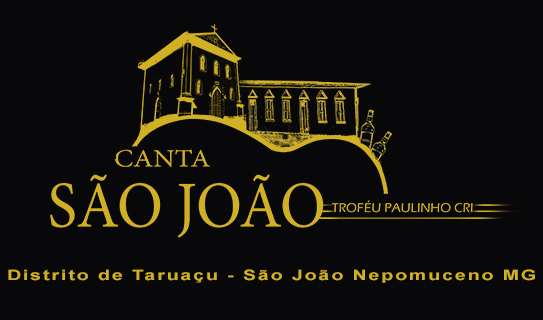 CANTA
SÃO JOÃO
TROFÉU PAULINHO CRI
Distrito de Taruaçu - São João Nepomuceno MG